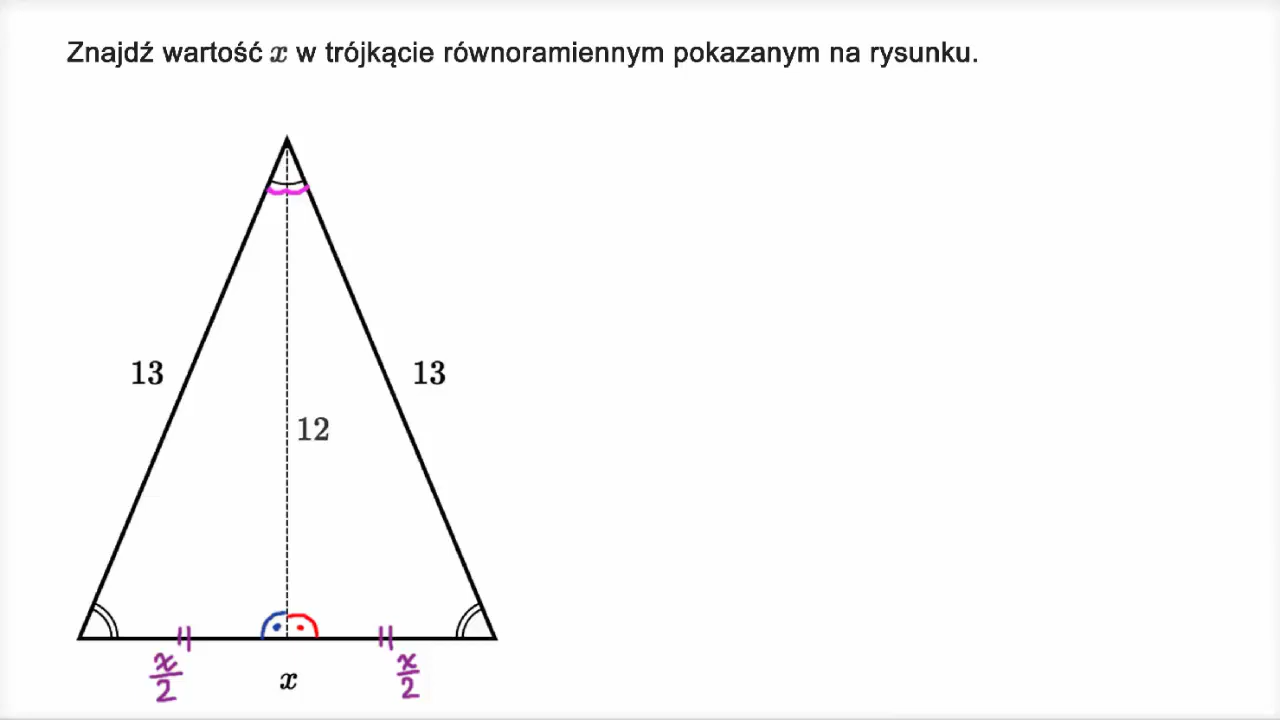 Znajdź wartość x w trójkącie równoramiennym pokazanym na rysunku.
13
13
12
x/2
x
x/2